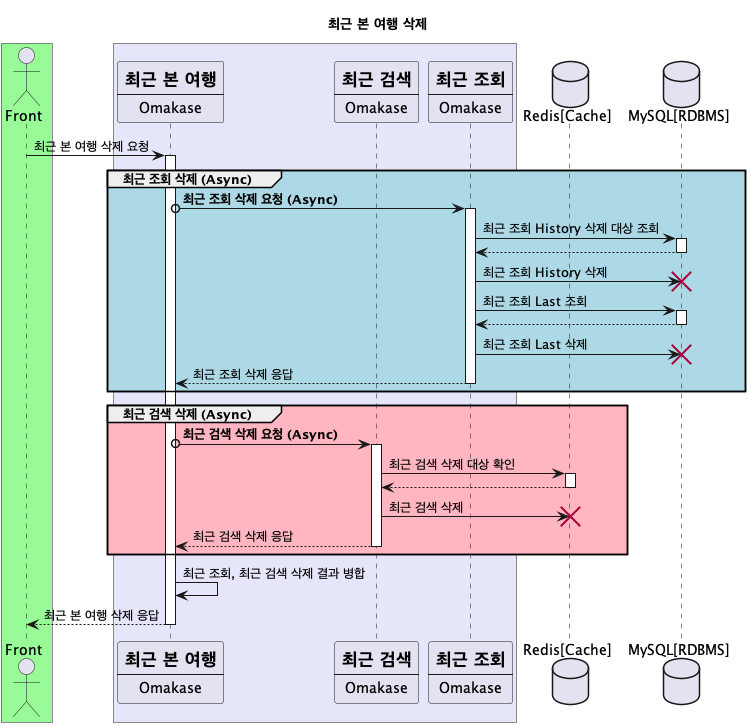 최근 본 여행 삭제
최근 본 여행
Omakase
최근 검색
Omakase
최근 조회
Omakase
Front
Redis[Cache]
MySQL[RDBMS]
최근 본 여행 삭제 요청
최근 조회 삭제 (Async)
최근 조회 삭제 요청 (Async)
최근 조회 History 삭제 대상 조회
최근 조회 History 삭제
최근 조회 Last 조회
최근 조회 Last 삭제
최근 조회 삭제 응답
최근 검색 삭제 (Async)
최근 검색 삭제 요청 (Async)
최근 검색 삭제 대상 확인
최근 검색 삭제
최근 검색 삭제 응답
최근 조회, 최근 검색 삭제 결과 병합
최근 본 여행 삭제 응답
Front
최근 본 여행
Omakase
최근 검색
Omakase
최근 조회
Omakase
Redis[Cache]
MySQL[RDBMS]